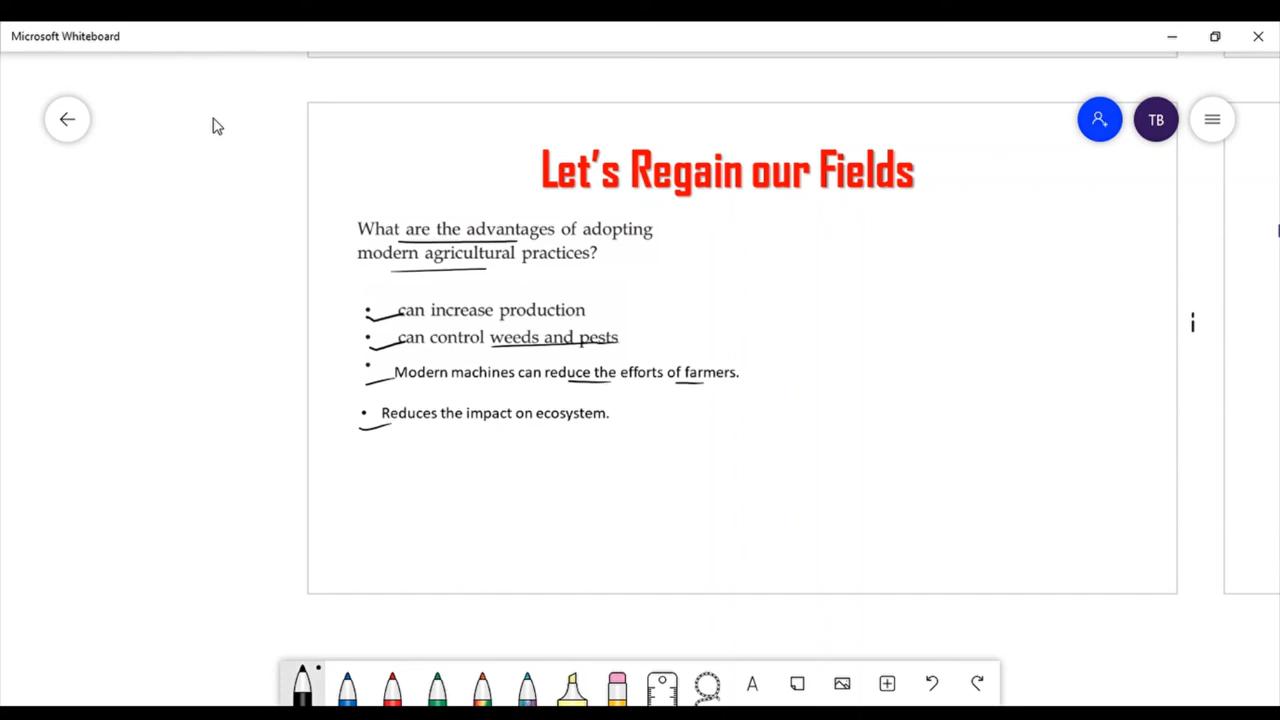 Microsoft Whiteboard
TB
Let's Regain our Fields
What are the advantages of adopting
modern agricultural practices?
• can increase production
• can control weeds and pests
• Modern machines can reduce the efforts of farmers.
• Reduces the impact on ecosystem.
i
A